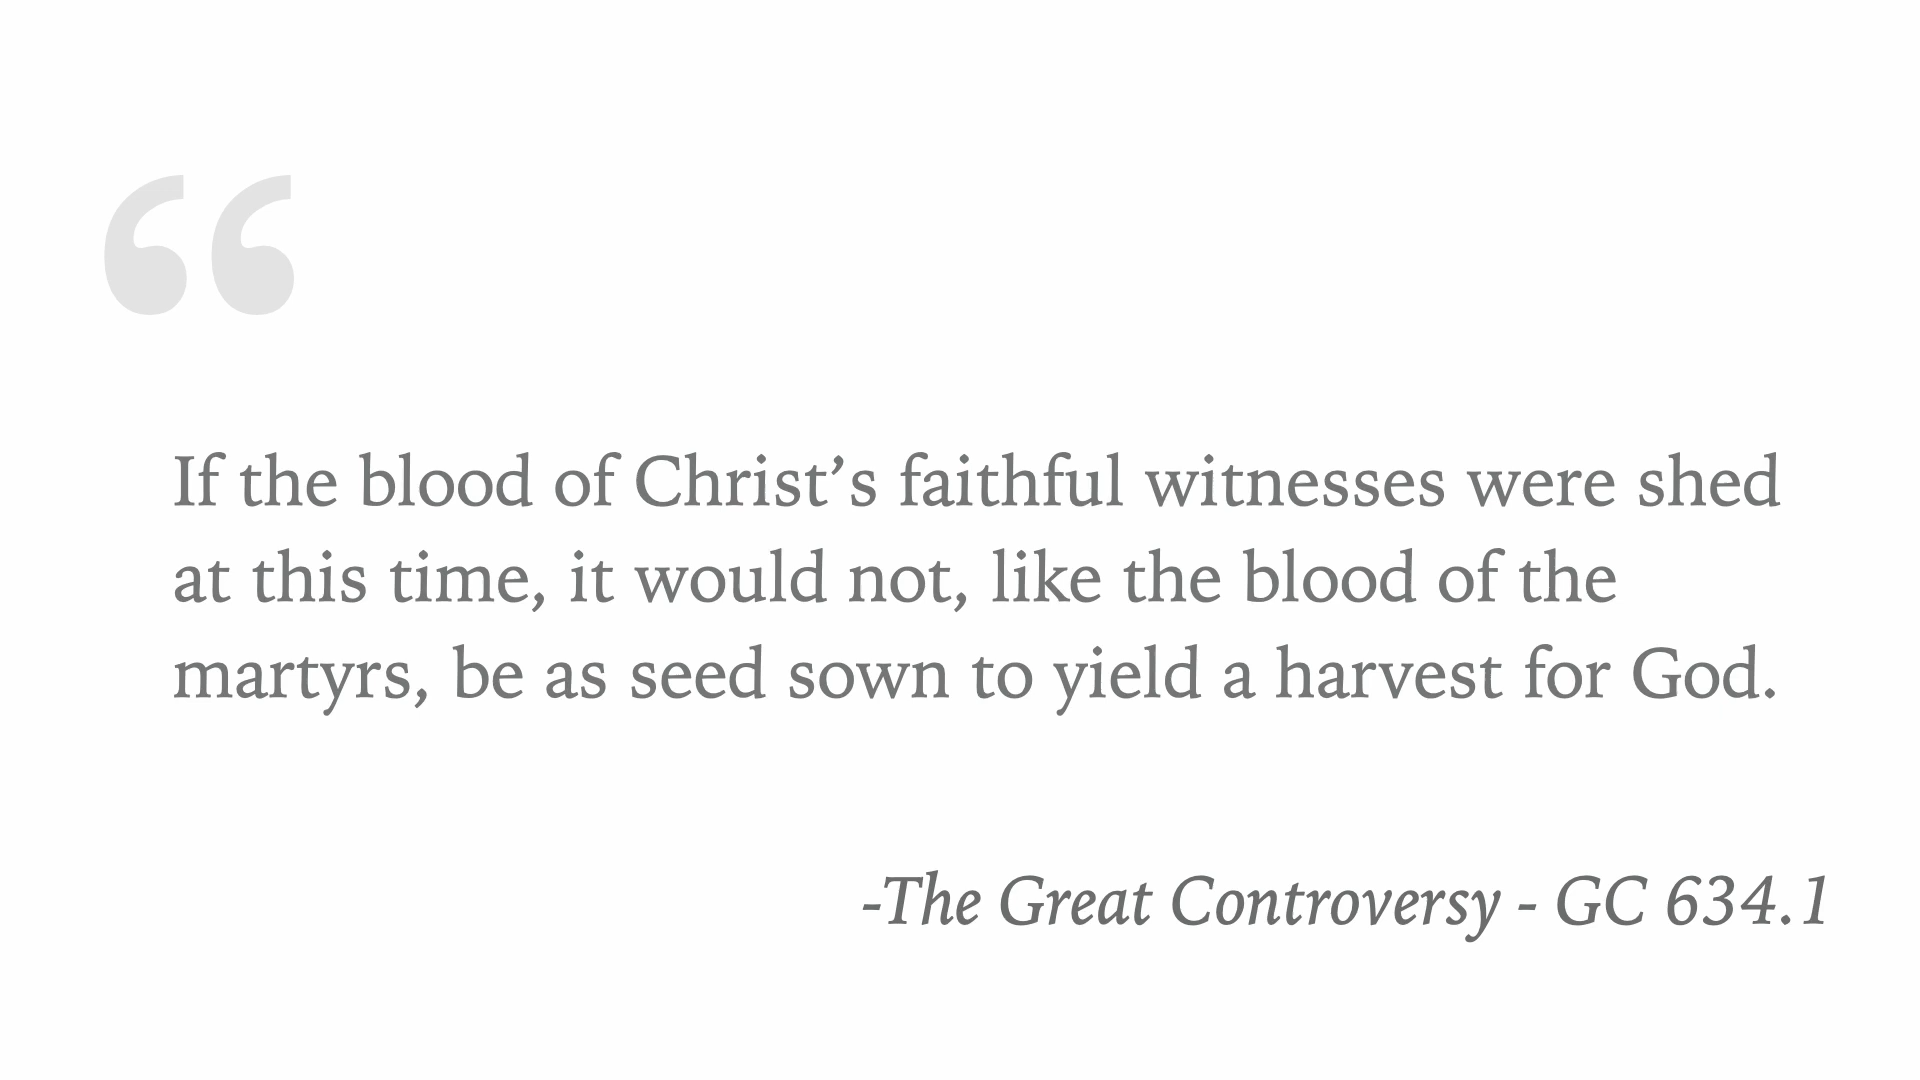 “
If the blood of Christ’s faithful witnesses were shed
at this time, it would not, like the blood of the
martyrs, be as seed sown to yield a harvest for God.
-The Great Controversy - GC 634.1